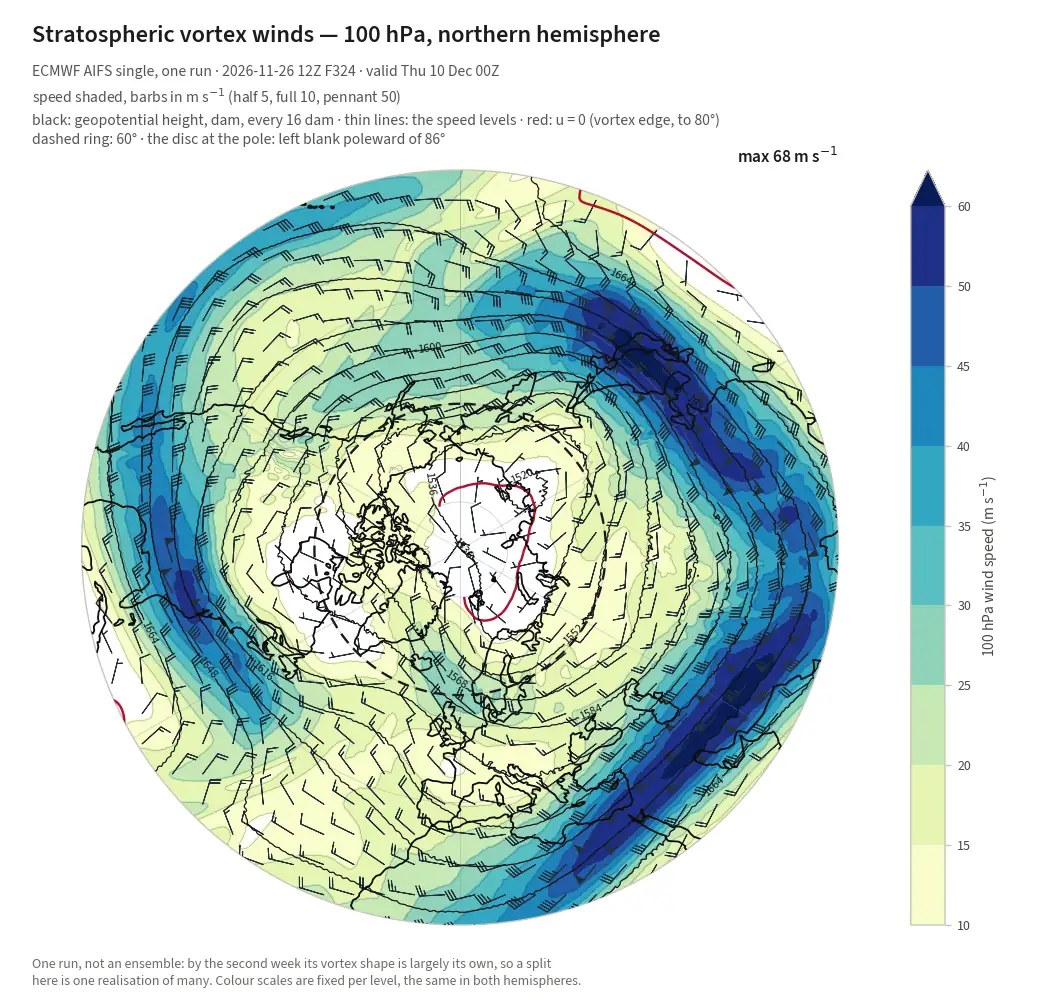 Stratospheric vortex winds — 100 hPa, northern hemisphere
ECMWF AIFS single, one run · 2026-11-26 12Z F324 · valid Thu 10 Dec 00Z
speed shaded, barbs in m s⁻¹ (half 5, full 10, pennant 50)
black: geopotential height, dam, every 16 dam · thin lines: the speed levels · red: u = 0 (vortex edge, to 80°)
dashed ring: 60° · the disc at the pole: left blank poleward of 86°
max 68 m s⁻¹
60
50
45
40
35
30
25
20
15
10
100 hPa wind speed (m s⁻¹)
1600
1520
1536
1552
1568
1584
1616
1648
1664
1664
One run, not an ensemble: by the second week its vortex shape is largely its own, so a split
here is one realisation of many. Colour scales are fixed per level, the same in both hemispheres.